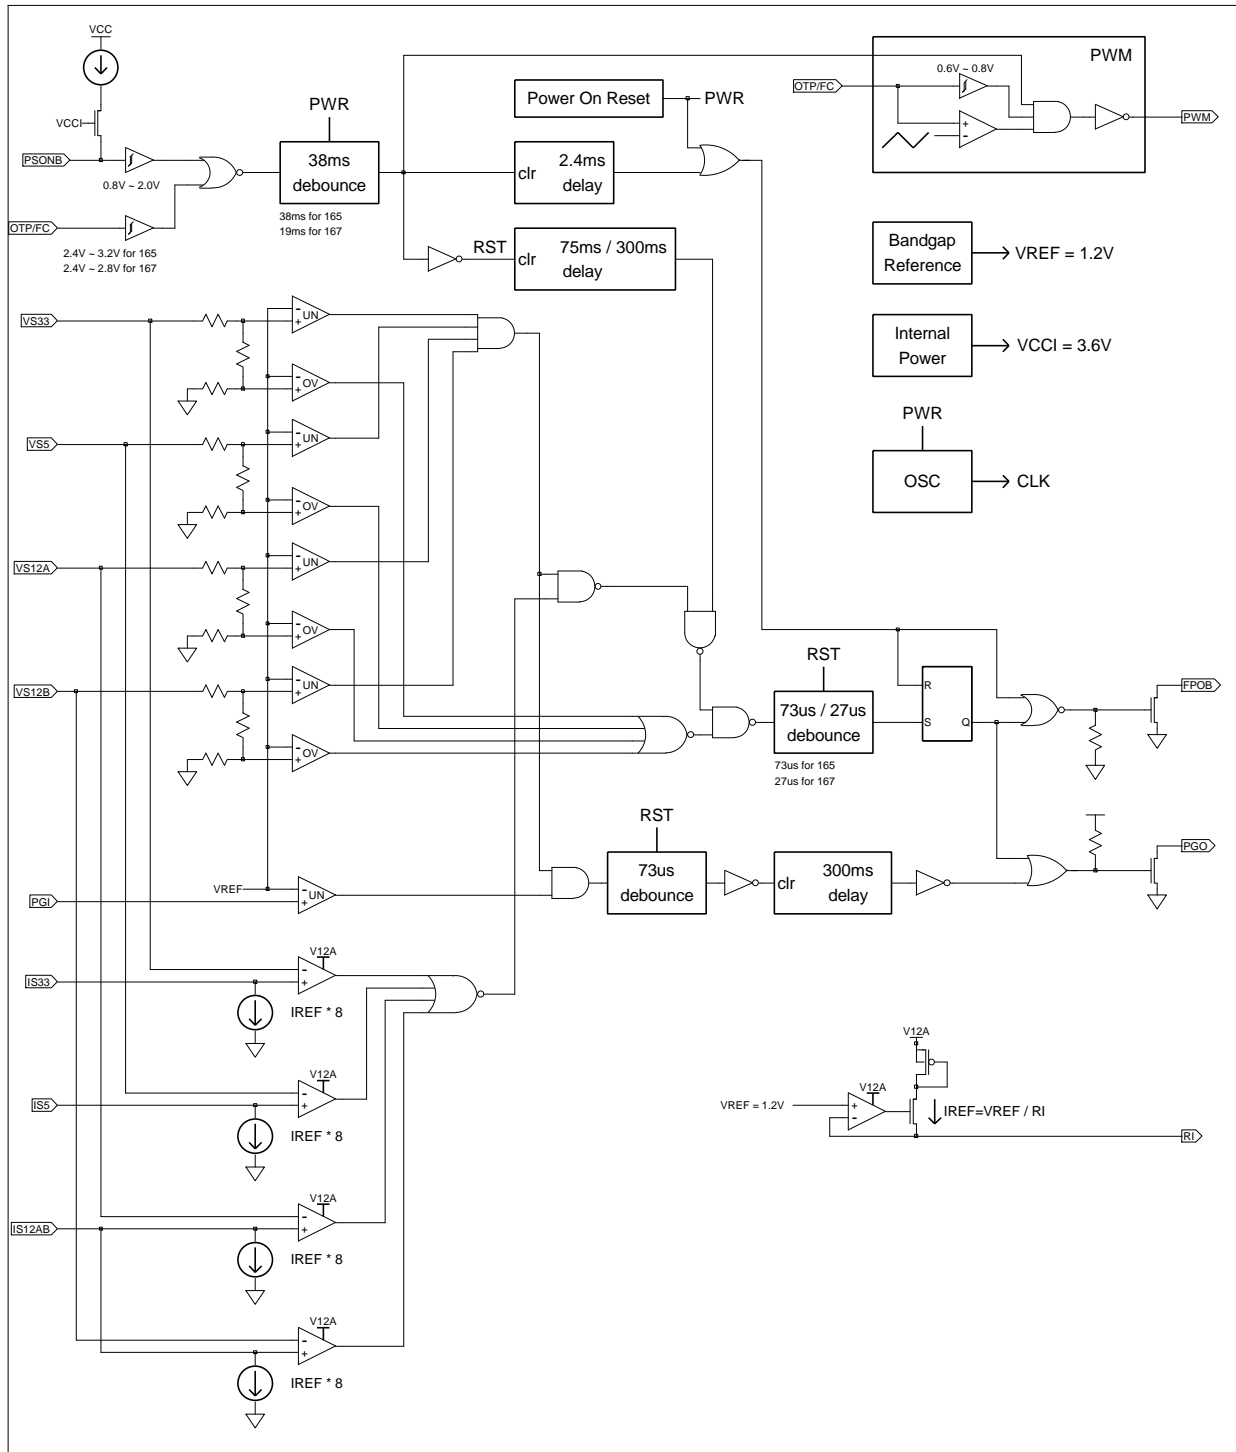 VCC
VCCI
PSONB
0.8V ~ 2.0V
OTP/FC
2.4V ~ 3.2V for 165
2.4V ~ 2.8V for 167
PWR
38ms
debounce
38ms for 165
19ms for 167
Power On Reset
PWR
clr
2.4ms
delay
RST
clr
75ms / 300ms
delay
PWM
OTP/FC
0.6V ~ 0.8V
+
-
PWM
Bandgap
Reference
VREF = 1.2V
Internal
Power
VCCI = 3.6V
PWR
OSC
CLK
VS33
-
+
UN
-
+
OV
VS5
-
+
UN
-
+
OV
VS12A
-
+
UN
-
+
OV
VS12B
-
+
UN
-
+
OV
RST
73us / 27us
debounce
73us for 165
27us for 167
R
S
Q
FPOB
VREF
PGI
-
+
UN
RST
73us
debounce
clr
300ms
delay
PGO
IS33
V12A
-
+
IREF * 8
IS5
V12A
-
+
IREF * 8
IS12AB
V12A
-
+
IREF * 8
V12A
-
+
IREF * 8
V12A
V12A
VREF = 1.2V
+
-
IREF=VREF / RI
RI